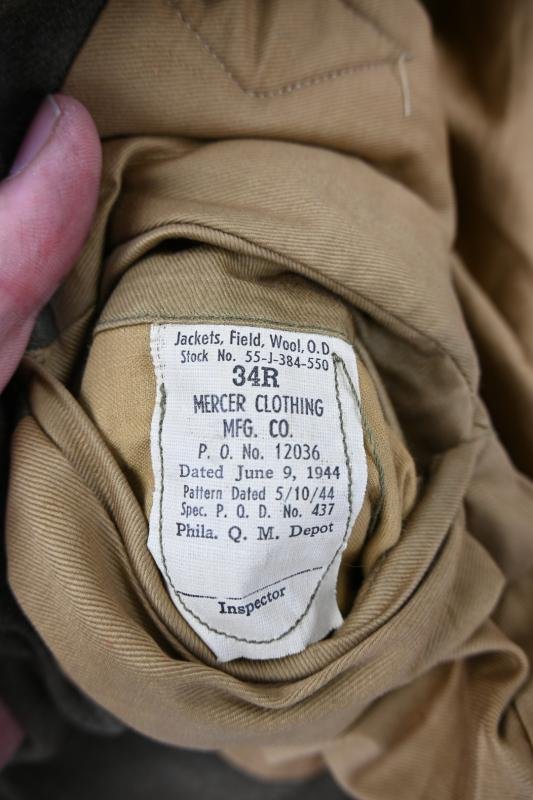 Jackets, Field, Wool, O.D.
Stock No. 55-J-384-550
34R
MERCER CLOTHING
MFG. CO.
P. O. No. 12036
Dated June 9, 1944
Pattern Dated 5/10/44
Spec. P. Q. D. No. 437
Phila. Q. M. Depot
Inspector